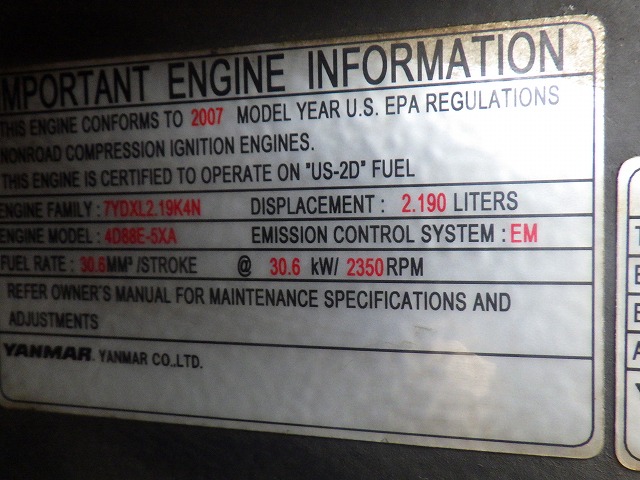 MPORTANT ENGINE INFORMATION
THIS ENGINE CONFORMS TO 2007 MODEL YEAR U.S. EPA REGULATIONS
NONROAD COMPRESSION IGNITION ENGINES.
THIS ENGINE IS CERTIFIED TO OPERATE ON "US-2D" FUEL
ENGINE FAMILY : 7YDXL2.19K4N DISPLACEMENT : 2.190 LITERS
ENGINE MODEL : 4D88E-5XA EMISSION CONTROL SYSTEM : EM
FUEL RATE : 30.6MM³ /STROKE @ 30.6 kW/ 2350RPM
REFER OWNER'S MANUAL FOR MAINTENANCE SPECIFICATIONS AND
ADJUSTMENTS
YANMAR. YANMAR CO.,LTD.